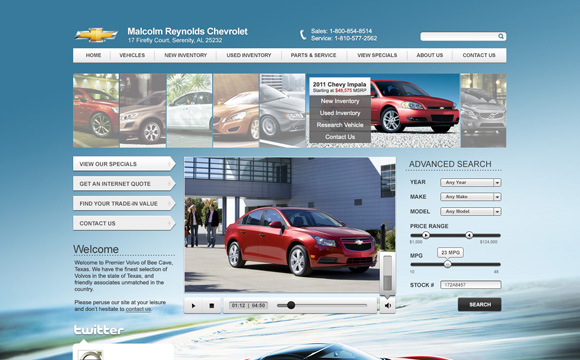 Malcolm Reynolds Chevrolet
17 Firefly Court, Serenity, AL 25232
Sales: 1-800-854-8514
Service: 1-810-577-2562
HOME VEHICLES NEW INVENTORY USED INVENTORY PARTS & SERVICE VIEW SPECIALS ABOUT US CONTACT US
2011 Chevy Impala
Starting at $48,575 MSRP
New Inventory
Used Inventory
Research Vehicle
Contact Us
VIEW OUR SPECIALS
GET AN INTERNET QUOTE
FIND YOUR TRADE-IN VALUE
CONTACT US
Welcome
Welcome to Premier Volvo of Bee Cave,
Texas. We have the finest selection of
Volvos in the state of Texas, and
friendly associates unmatched in the
country.
Please peruse our site at your leisure
and don't hesitate to contact us.
twitter
01:12 | 04:50
ADVANCED SEARCH
YEAR Any Year
MAKE Any Make
MODEL Any Model
PRICE RANGE
$1,000 $124,000
MPG 23 MPG
10 48
STOCK # 172A8457
SEARCH